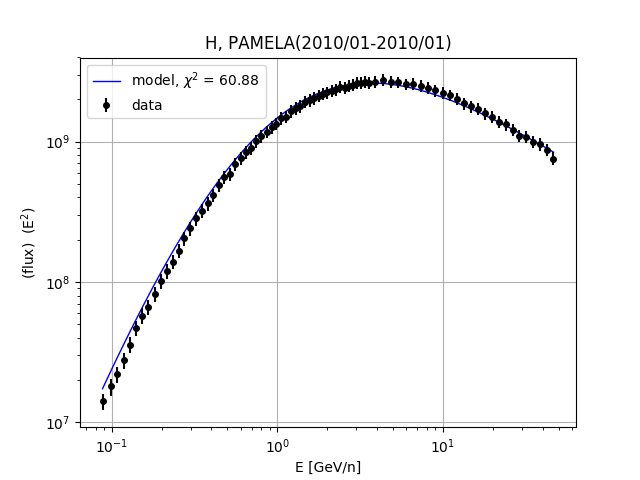 H, PAMELA(2010/01-2010/01)
model, χ² = 60.88
data
(flux) (E²)
10⁹
10⁸
10⁷
10⁻¹
10⁰
10¹
E [GeV/n]